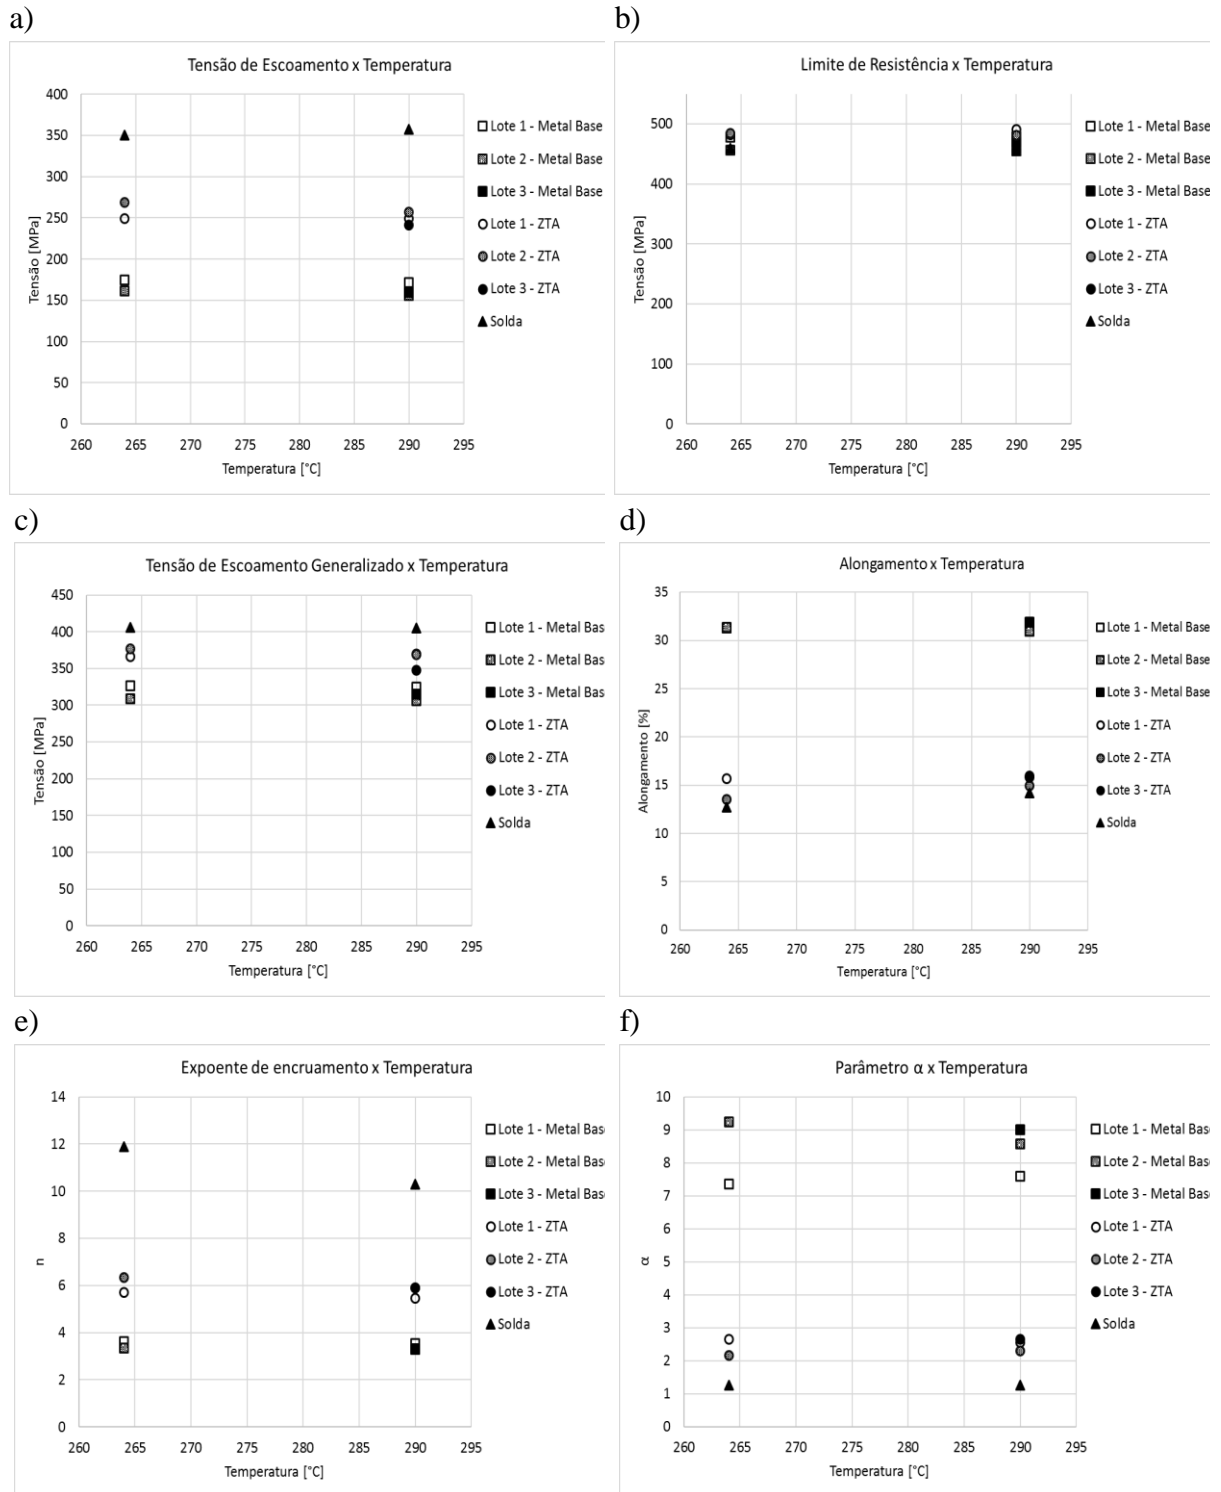 a)
Tensão de Escoamento x Temperatura
400
350
300
250
200
150
100
50
0
Tensão [MPa]
260 265 270 275 280 285 290 295
Temperatura [°C]
Lote 1 - Metal Base
Lote 2 - Metal Base
Lote 3 - Metal Base
Lote 1 - ZTA
Lote 2 - ZTA
Lote 3 - ZTA
Solda
b)
Limite de Resistência x Temperatura
500
400
300
200
100
0
Tensão [MPa]
260 265 270 275 280 285 290 295
Temperatura [°C]
Lote 1 - Metal Base
Lote 2 - Metal Base
Lote 3 - Metal Base
Lote 1 - ZTA
Lote 2 - ZTA
Lote 3 - ZTA
Solda
c)
Tensão de Escoamento Generalizado x Temperatura
450
400
350
300
250
200
150
100
50
0
Tensão [MPa]
260 265 270 275 280 285 290 295
Temperatura [°C]
Lote 1 - Metal Bas
Lote 2 - Metal Bas
Lote 3 - Metal Bas
Lote 1 - ZTA
Lote 2 - ZTA
Lote 3 - ZTA
Solda
d)
Alongamento x Temperatura
35
30
25
20
15
10
5
0
Alongamento [%]
260 265 270 275 280 285 290 295
Temperatura [°C]
Lote 1 - Metal Base
Lote 2 - Metal Base
Lote 3 - Metal Base
Lote 1 - ZTA
Lote 2 - ZTA
Lote 3 - ZTA
Solda
e)
Expoente de encruamento x Temperatura
14
12
10
8
6
4
2
0
n
260 265 270 275 280 285 290 295
Temperatura [°C]
Lote 1 - Metal Base
Lote 2 - Metal Base
Lote 3 - Metal Base
Lote 1 - ZTA
Lote 2 - ZTA
Lote 3 - ZTA
Solda
f)
Parâmetro α x Temperatura
10
9
8
7
6
5
4
3
2
1
0
α
260 265 270 275 280 285 290 295
Temperatura [°C]
Lote 1 - Metal Base
Lote 2 - Metal Base
Lote 3 - Metal Base
Lote 1 - ZTA
Lote 2 - ZTA
Lote 3 - ZTA
Solda